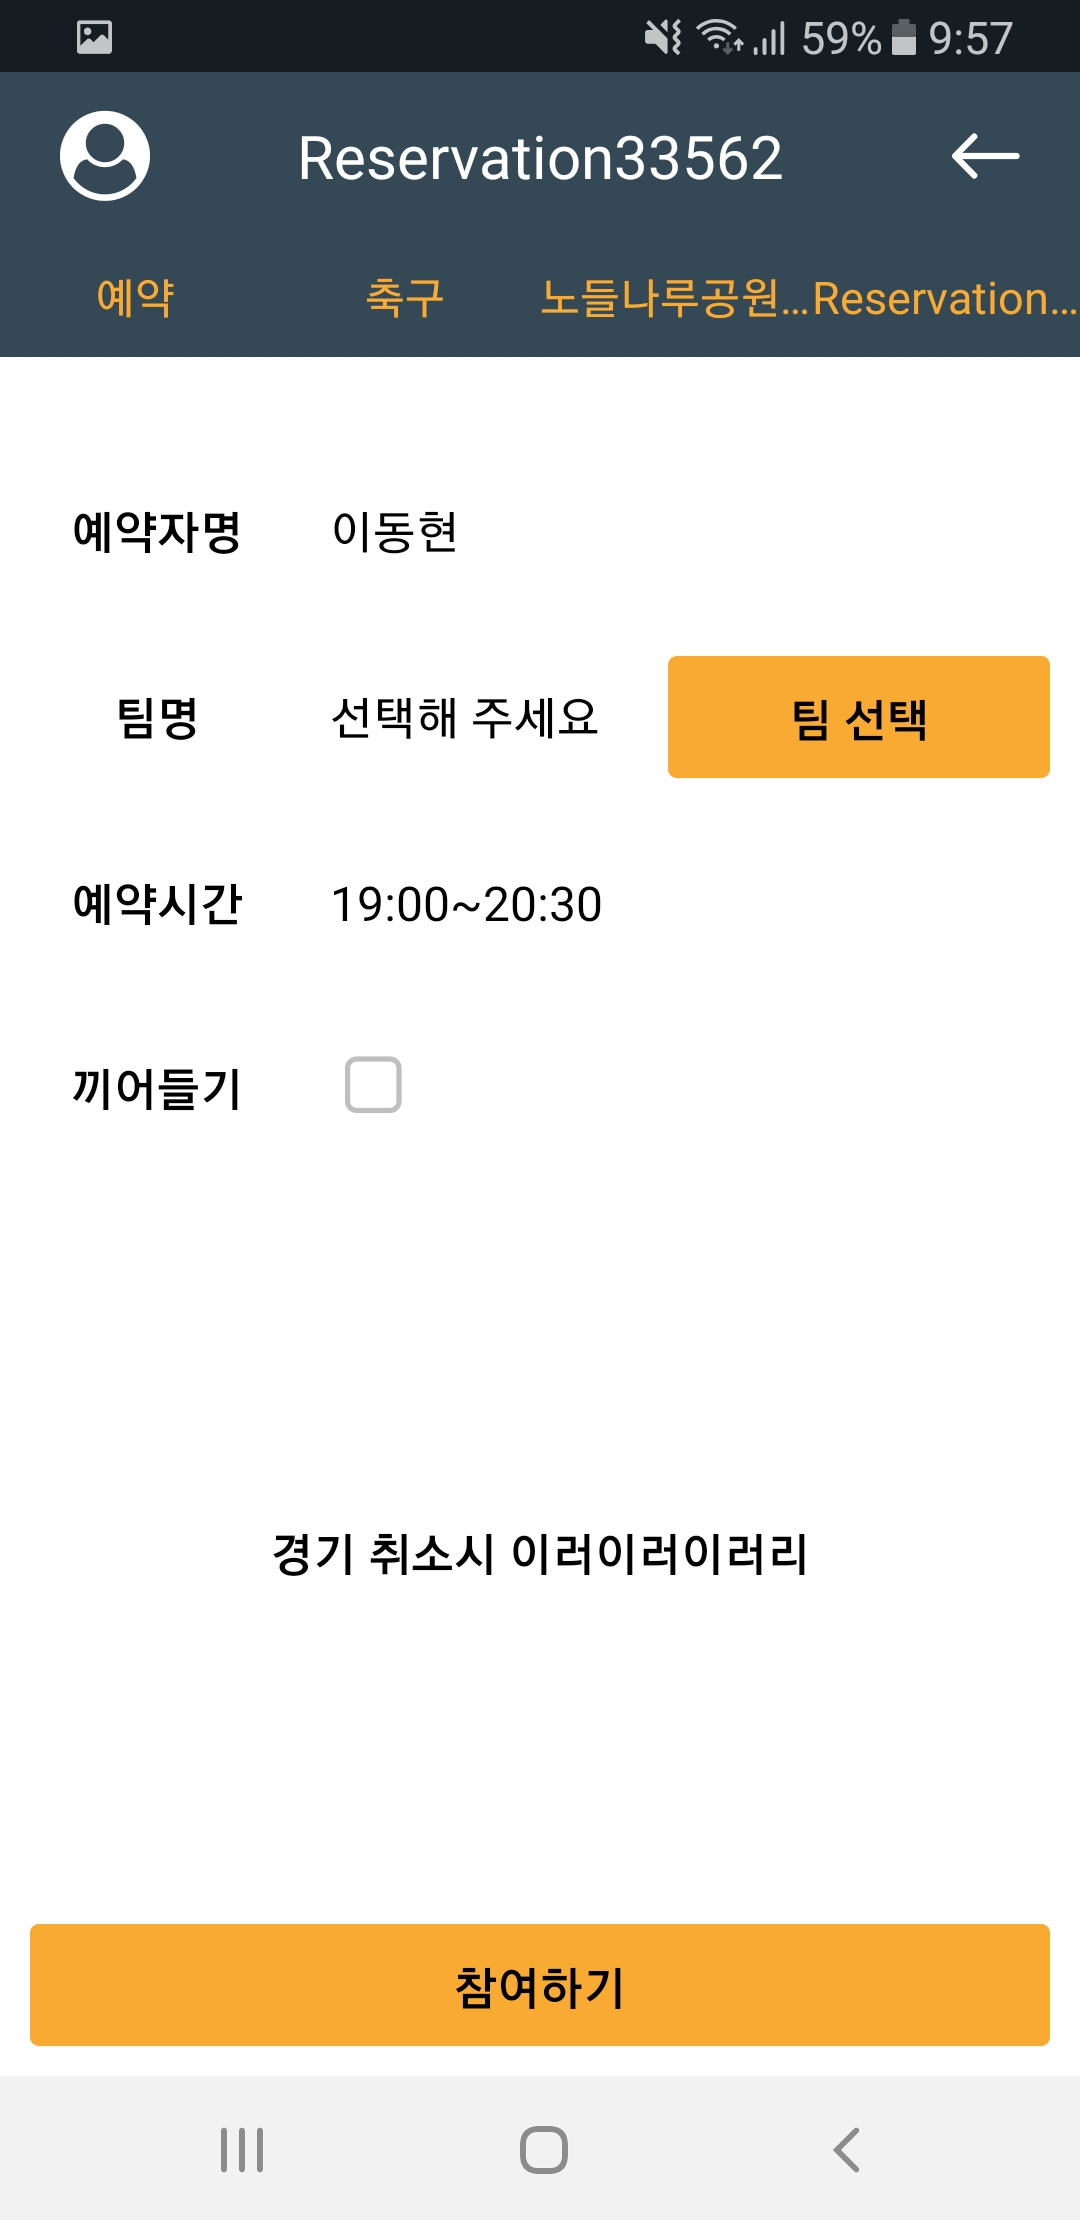 59% 9:57
Reservation33562
예약 축구 노들나루공원... Reservation...
예약자명 이동현
팀명 선택해 주세요 팀 선택
예약시간 19:00~20:30
끼어들기
경기 취소시 이러이러이러리
참여하기